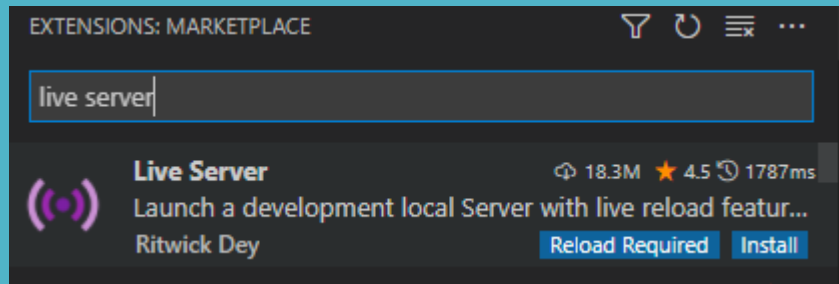 EXTENSIONS: MARKETPLACE
live server
Live Server 18.3M 4.5 1787ms
Launch a development local Server with live reload featur...
Ritwick Dey Reload Required Install